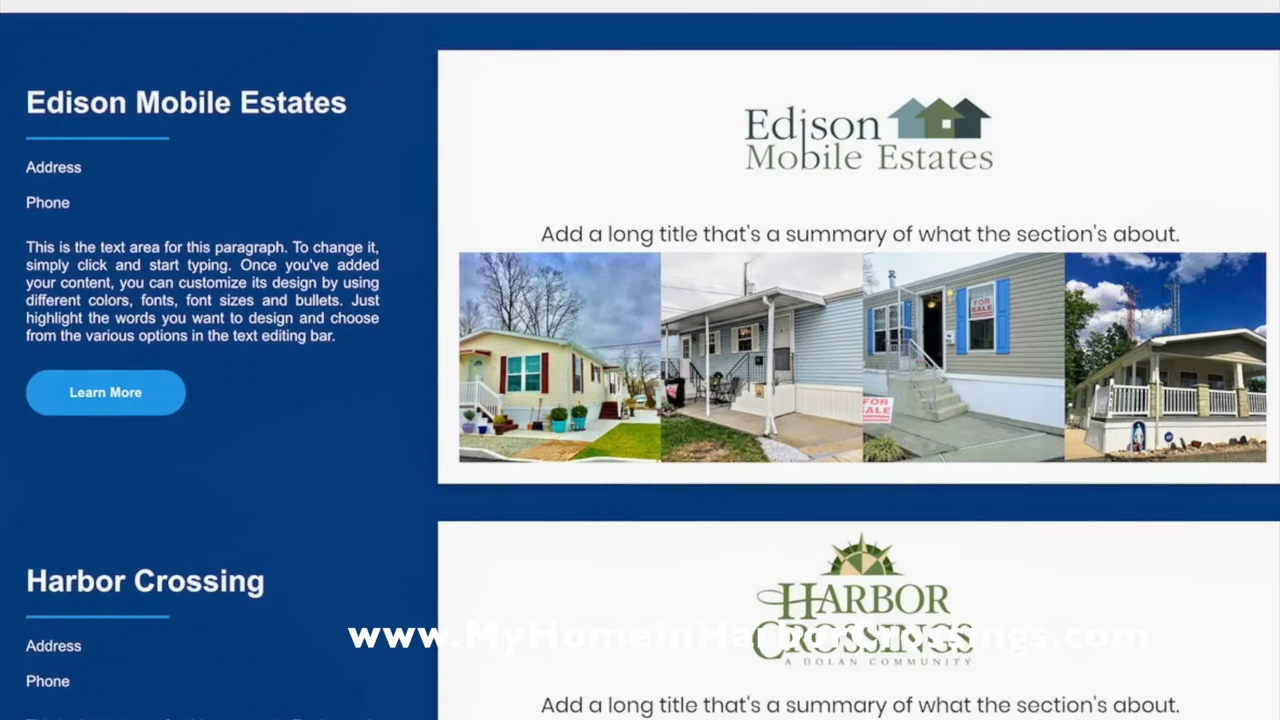 Edison Mobile Estates
Address
Phone
This is the text area for this paragraph. To change it,
simply click and start typing. Once you've added
your content, you can customize its design by using
different colors, fonts, font sizes and bullets. Just
highlight the words you want to design and choose
from the various options in the text editing bar.
Learn More
Edison
Mobile Estates
Add a long title that's a summary of what the section's about.
FOR
SALE
FOR
SALE
Harbor Crossing
Address
Phone
HARBOR
CROSSINGS
A DOLAN COMMUNITY
www.MyHomeInHarborCrossings.com
Add a long title that's a summary of what the section's about.